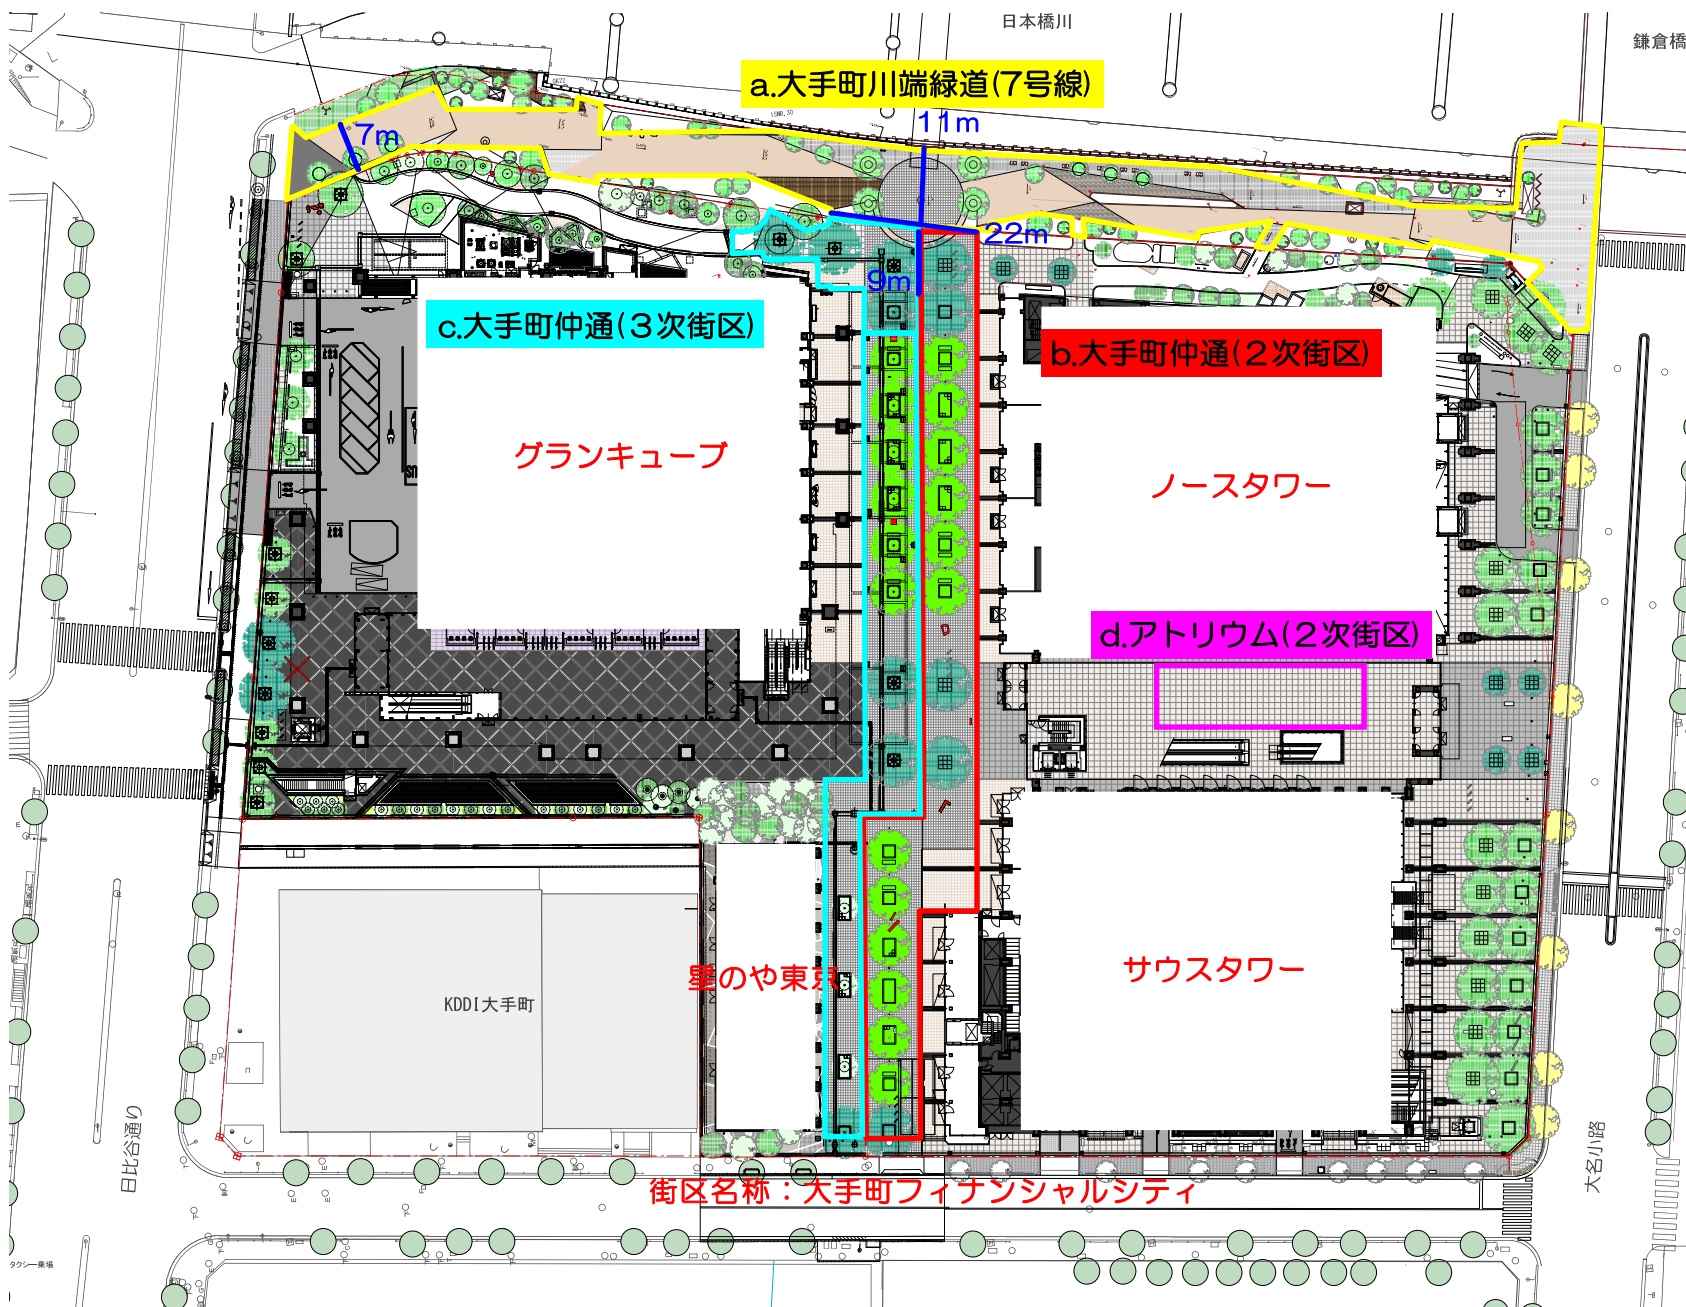 日本橋川
鎌倉橋
a.大手町川端緑道(7号線)
11m
7m
22m
9m
c.大手町仲通(3次街区)
b.大手町仲通(2次街区)
グランキューブ
ノースタワー
d.アトリウム(2次街区)
星のや東京
サウスタワー
KDDI大手町
日比谷通り
大名小路
街区名称：大手町フィナンシャルシティ
タクシー乗場